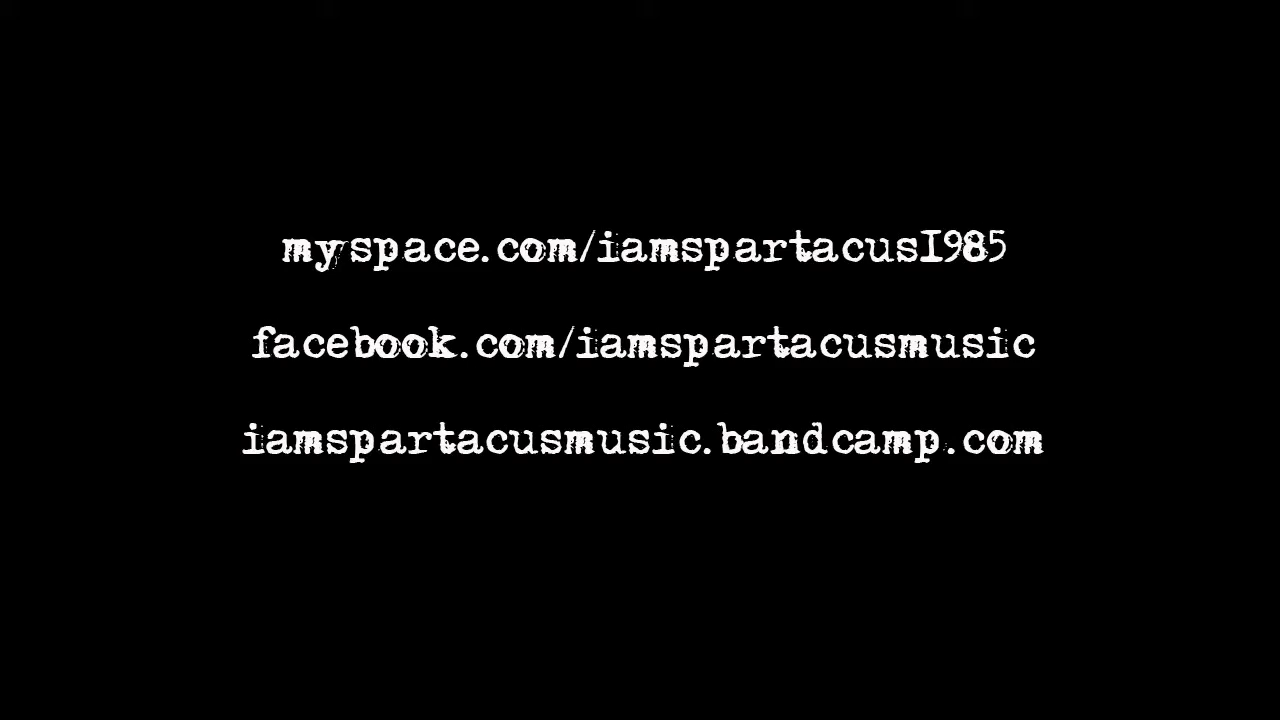 myspace.com/iamspartacus1985
facebook.com/iamspartacusmusic
iamspartacusmusic.bandcamp.com